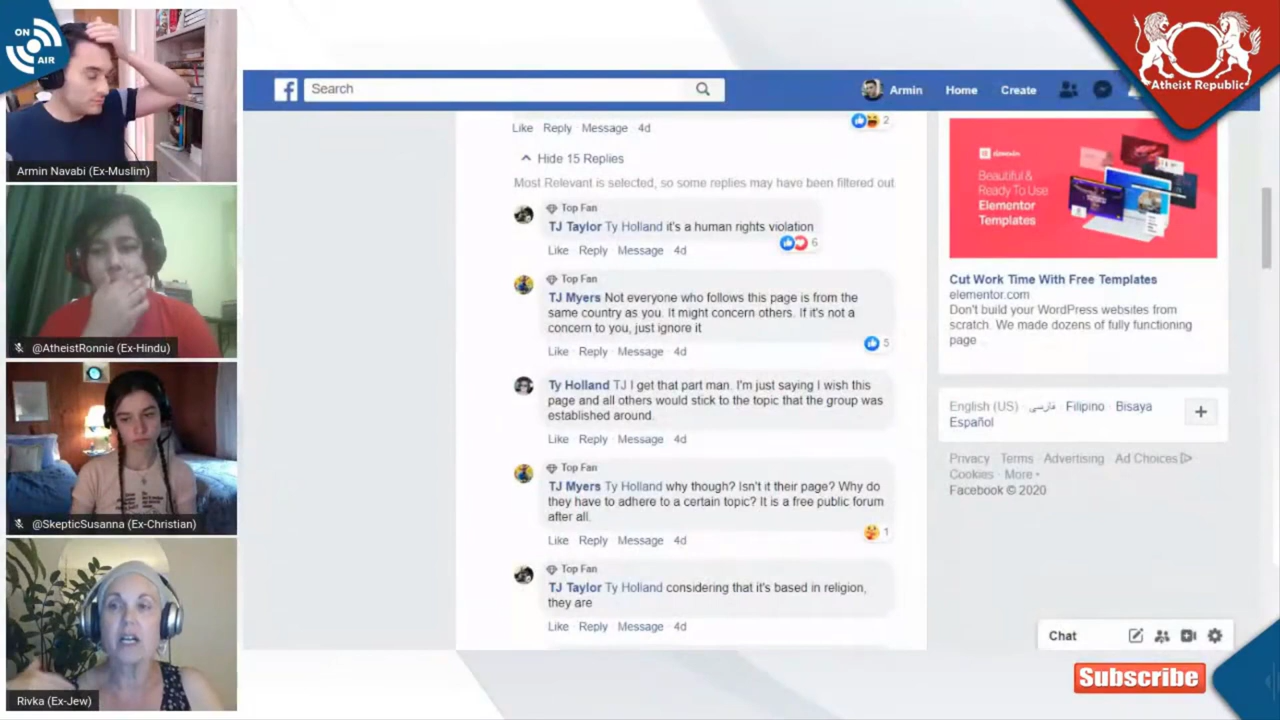 ON
AIR
Armin Navabi (Ex-Muslim)
@AtheistRonnie (Ex-Hindu)
@SkepticSusanna (Ex-Christian)
Rivka (Ex-Jew)
Search
Armin
Home
Create
Atheist Republic
Like Reply Message 4d
2
Hide 15 Replies
Most Relevant is selected, so some replies may have been filtered out
Top Fan
TJ Taylor Ty Holland it's a human rights violation
6
Like Reply Message 4d
Top Fan
TJ Myers Not everyone who follows this page is from the
same country as you. It might concern others. If it's not a
concern to you, just ignore it
5
Like Reply Message 4d
Ty Holland TJ I get that part man. I'm just saying I wish this
page and all others would stick to the topic that the group was
established around.
Like Reply Message 4d
Top Fan
TJ Myers Ty Holland why though? Isn't it their page? Why do
they have to adhere to a certain topic? It is a free public forum
after all.
1
Like Reply Message 4d
Top Fan
TJ Taylor Ty Holland considering that it's based in religion,
they are
Like Reply Message 4d
elementor
Beautiful &
Ready To Use
Elementor
Templates
Cut Work Time With Free Templates
elementor.com
Don't build your WordPress websites from
scratch. We made dozens of fully functioning
page
English (US) · فارسی · Filipino · Bisaya
Español
Privacy · Terms · Advertising · Ad Choices
Cookies · More
Facebook © 2020
Chat
Subscribe